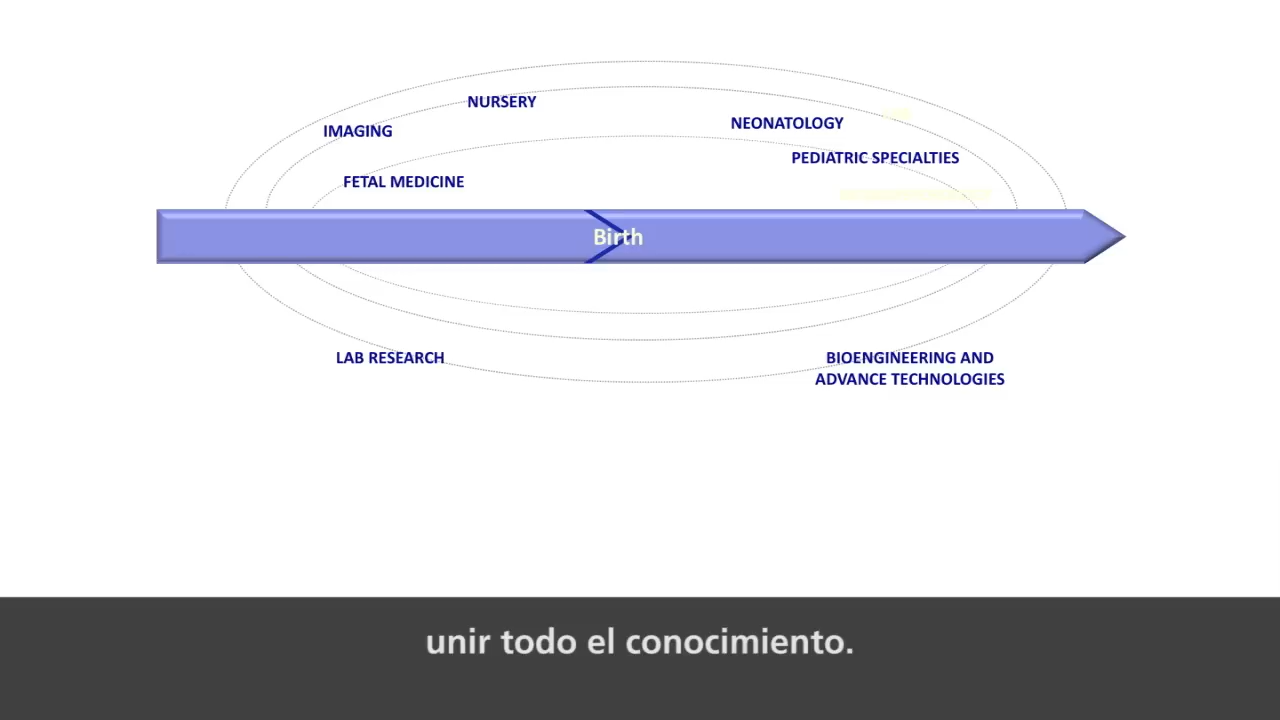 NURSERY
IMAGING
NEONATOLOGY
PEDIATRIC SPECIALTIES
FETAL MEDICINE
Birth
LAB RESEARCH
BIOENGINEERING AND
ADVANCE TECHNOLOGIES
unir todo el conocimiento.